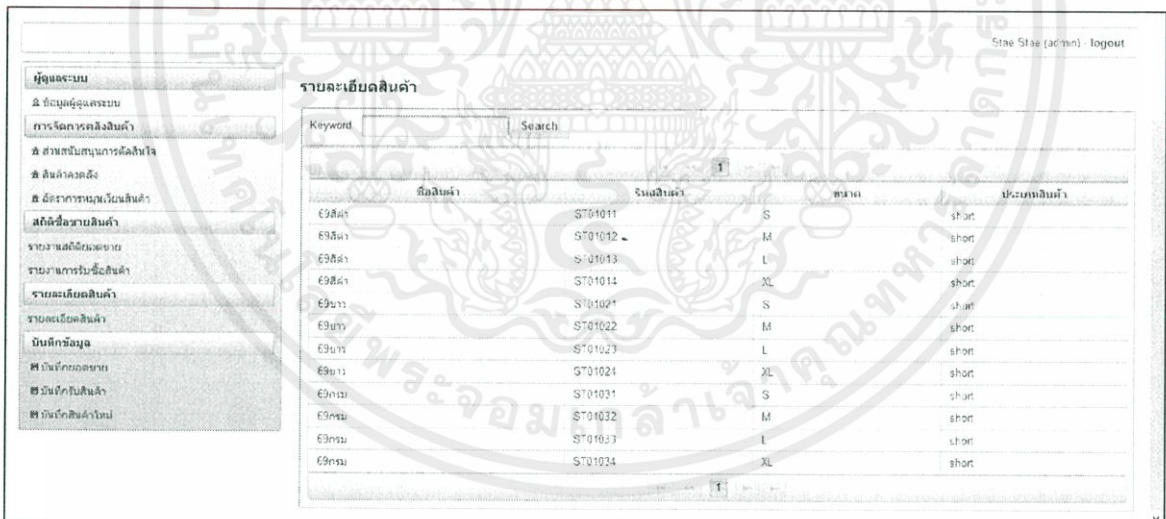 Stae Stae (admin) - logout
ผู้ดูแลระบบ
ข้อมูลผู้ดูแลระบบ
การจัดการคลังสินค้า
ส่วนสนับสนุนการตัดสินใจ
สินค้าคงคลัง
อัตราการหมุนเวียนสินค้า
สถิติซื้อขายสินค้า
รายงานสถิติยอดขาย
รายงานการรับซื้อสินค้า
รายละเอียดสินค้า
รายละเอียดสินค้า
บันทึกข้อมูล
บันทึกยอดขาย
บันทึกรับสินค้า
บันทึกสินค้าใหม่
รายละเอียดสินค้า
Keyword Search
1
ชื่อสินค้า รหัสสินค้า ขนาด ประเภทสินค้า
69สีดำ ST01011 S short
69สีดำ ST01012 M short
69สีดำ ST01013 L short
69สีดำ ST01014 XL short
69ขาว ST01021 S short
69ขาว ST01022 M short
69ขาว ST01023 L short
69ขาว ST01024 XL short
69กรม ST01031 S short
69กรม ST01032 M short
69กรม ST01033 L short
69กรม ST01034 XL short
1